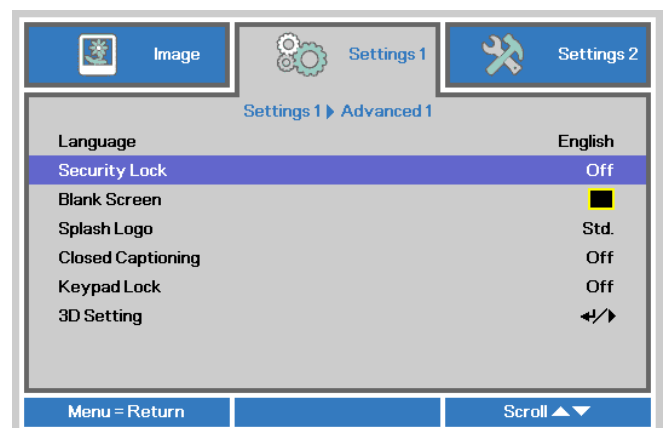 Image Settings 1 Settings 2
Settings 1 ▶ Advanced 1
Language English
Security Lock Off
Blank Screen
Splash Logo Std.
Closed Captioning Off
Keypad Lock Off
3D Setting ↵/▶
Menu = Return Scroll ▲▼